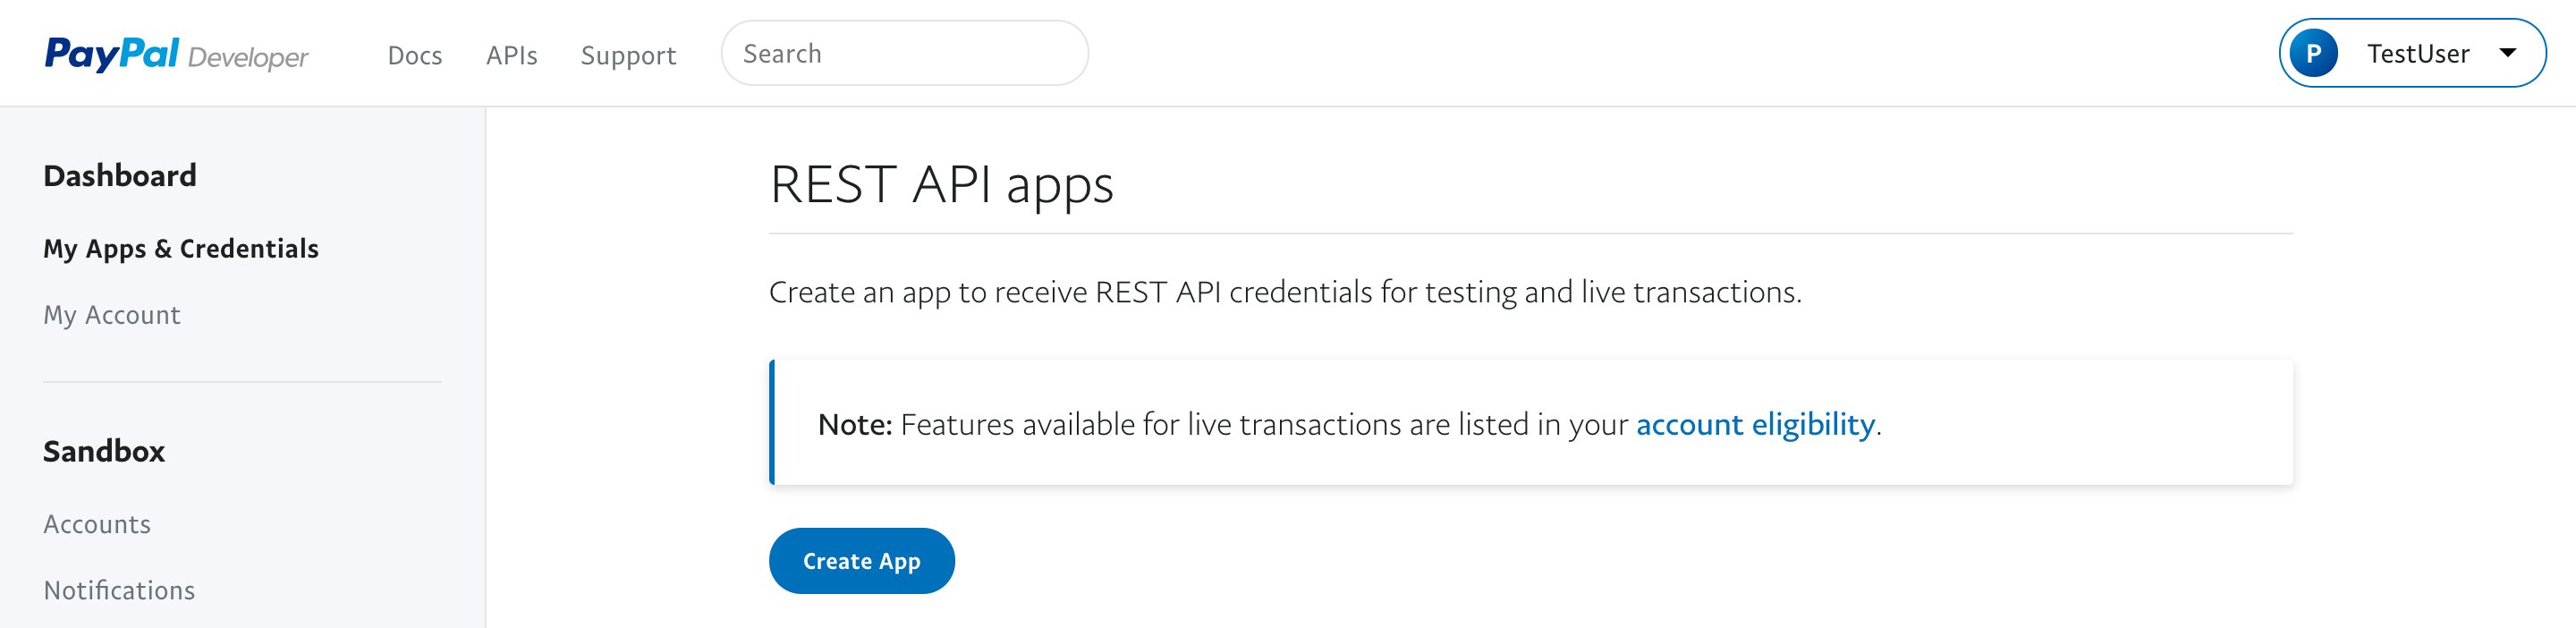 PayPal Developer
Docs
APIs
Support
Search
P
TestUser
Dashboard
My Apps & Credentials
My Account
Sandbox
Accounts
Notifications
REST API apps
Create an app to receive REST API credentials for testing and live transactions.
Note: Features available for live transactions are listed in your account eligibility.
Create App